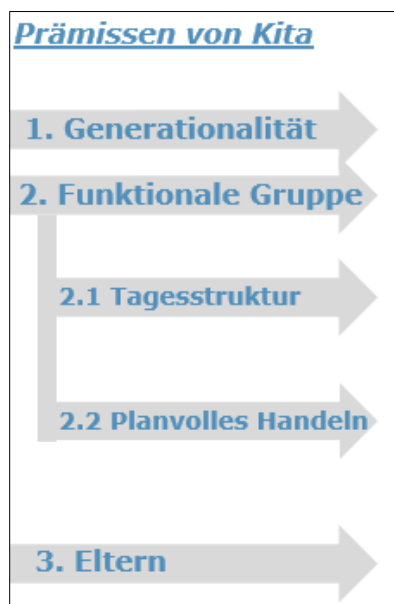 Prämissen von Kita
1. Generationalität
2. Funktionale Gruppe
2.1 Tagesstruktur
2.2 Planvolles Handeln
3. Eltern